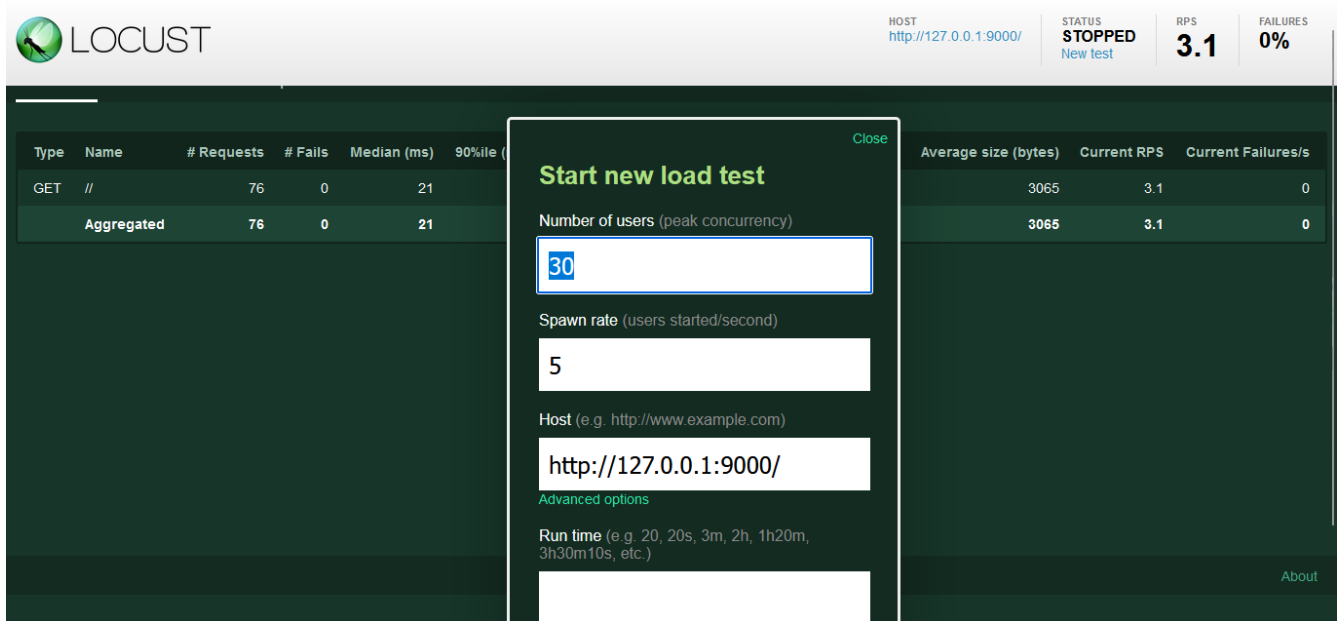 LOCUST
HOST
http://127.0.0.1:9000/
STATUS
STOPPED
New test
RPS
3.1
FAILURES
0%
Type Name # Requests # Fails Median (ms) 90%ile ( Average size (bytes) Current RPS Current Failures/s
GET // 76 0 21 3065 3.1 0
Aggregated 76 0 21 3065 3.1 0
Close
Start new load test
Number of users (peak concurrency)
30
Spawn rate (users started/second)
5
Host (e.g. http://www.example.com)
http://127.0.0.1:9000/
Advanced options
Run time (e.g. 20, 20s, 3m, 2h, 1h20m,
3h30m10s, etc.)
About